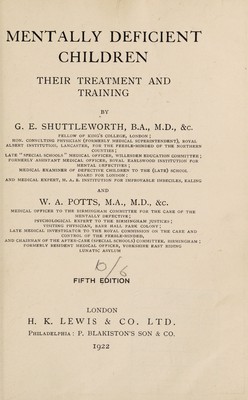 MENTALLY DEFICIENT
CHILDREN
THEIR TREATMENT AND
TRAINING
BY
G. E. SHUTTLEWORTH, B.A., M.D., &c.
FELLOW OF KING'S COLLEGE, LONDON;
HON. CONSULTING PHYSICIAN (FORMERLY MEDICAL SUPERINTENDENT), ROYAL
ALBERT INSTITUTION, LANCASTER, FOR THE FEEBLE-MINDED OF THE NORTHERN
COUNTIES;
LATE "SPECIAL SCHOOLS" MEDICAL OFFICER, WILLESDEN EDUCATION COMMITTEE;
FORMERLY ASSISTANT MEDICAL OFFICER, ROYAL EARLSWOOD INSTITUTION FOR
MENTAL DEFECTIVES;
MEDICAL EXAMINER OF DEFECTIVE CHILDREN TO THE (LATE) SCHOOL
BOARD FOR LONDON;
AND MEDICAL EXPERT, M. A. B. INSTITUTION FOR IMPROVABLE IMBECILES, EALING
AND
W. A. POTTS, M.A., M.D., &c.
MEDICAL OFFICER TO THE BIRMINGHAM COMMITTEE FOR THE CARE OF THE
MENTALLY DEFECTIVE;
PSYCHOLOGICAL EXPERT TO THE BIRMINGHAM JUSTICES;
VISITING PHYSICIAN, SANS HALL PARK COLONY;
LATE MEDICAL INVESTIGATOR TO THE ROYAL COMMISSION ON THE CARE AND
CONTROL OF THE FEEBLE-MINDED,
AND CHAIRMAN OF THE AFTER-CARE (SPECIAL SCHOOLS) COMMITTEE, BIRMINGHAM;
FORMERLY RESIDENT MEDICAL OFFICER, YORKSHIRE EAST RIDING
LUNATIC ASYLUM
FIFTH EDITION
LONDON
H. K. LEWIS & CO. LTD.
PHILADELPHIA: P. BLAKISTON'S SON & CO.
1922